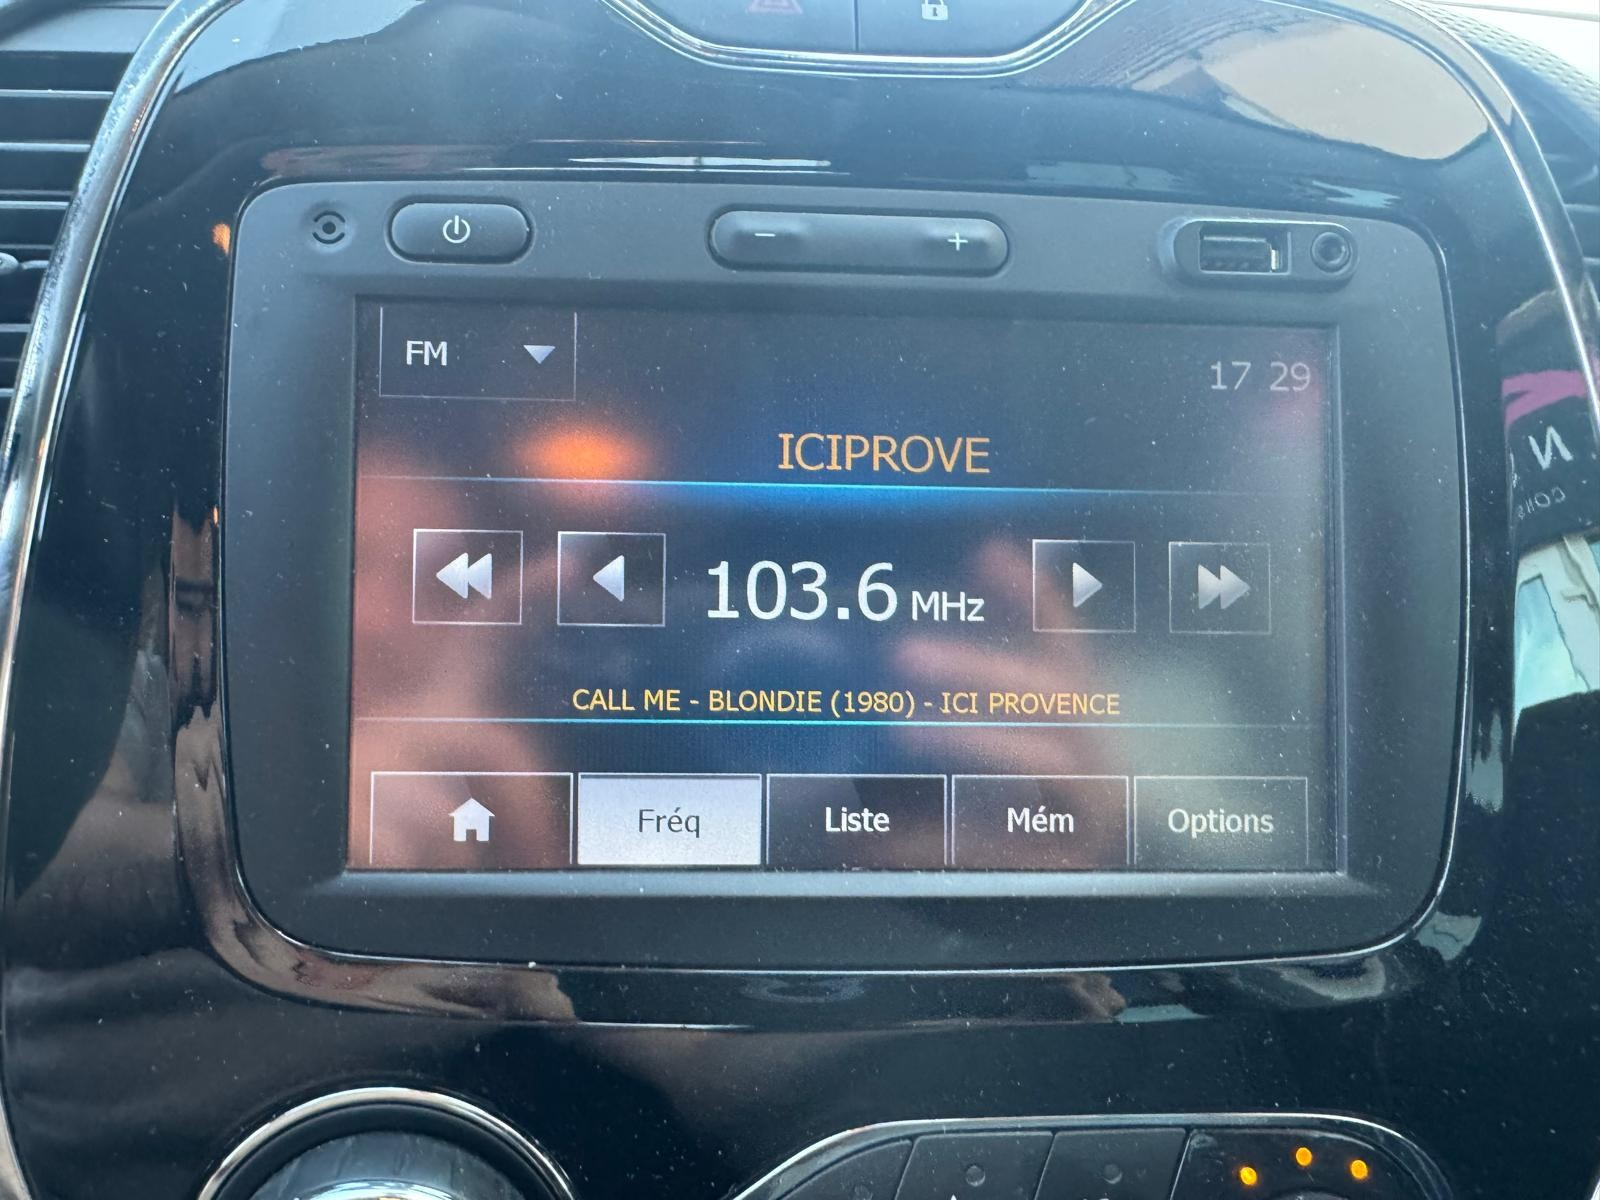 FM
17 29
ICIPROVE
103.6 MHz
CALL ME - BLONDIE (1980) - ICI PROVENCE
Fréq Liste Mém Options